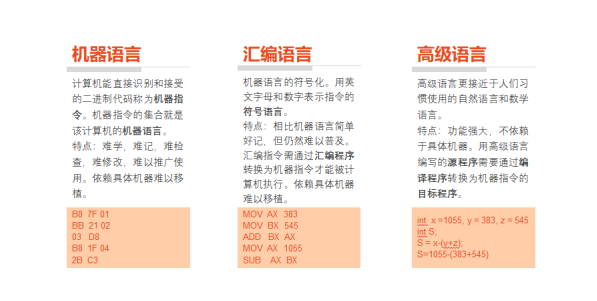 机器语言
计算机能直接识别和接受
的二进制代码称为机器指
令。机器指令的集合就是
该计算机的机器语言。
特点：难学、难记、难检
查、难修改，难以推广使
用。依赖具体机器难以移
植。
B8 7F 01
BB 21 02
03 D8
B8 1F 04
2B C3
汇编语言
机器语言的符号化。用英
文字母和数字表示指令的
符号语言。
特点：相比机器语言简单
好记，但仍然难以普及。
汇编指令需通过汇编程序
转换为机器指令才能被计
算机执行。依赖具体机器
难以移植。
MOV AX 383
MOV BX 545
ADD BX AX
MOV AX 1055
SUB AX BX
高级语言
高级语言更接近于人们习
惯使用的自然语言和数学
语言。
特点：功能强大，不依赖
于具体机器。用高级语言
编写的源程序需要通过编
译程序转换为机器指令的
目标程序。
int x =1055, y = 383, z = 545
int S;
S = x-(y+z);
S=1055-(383+545)